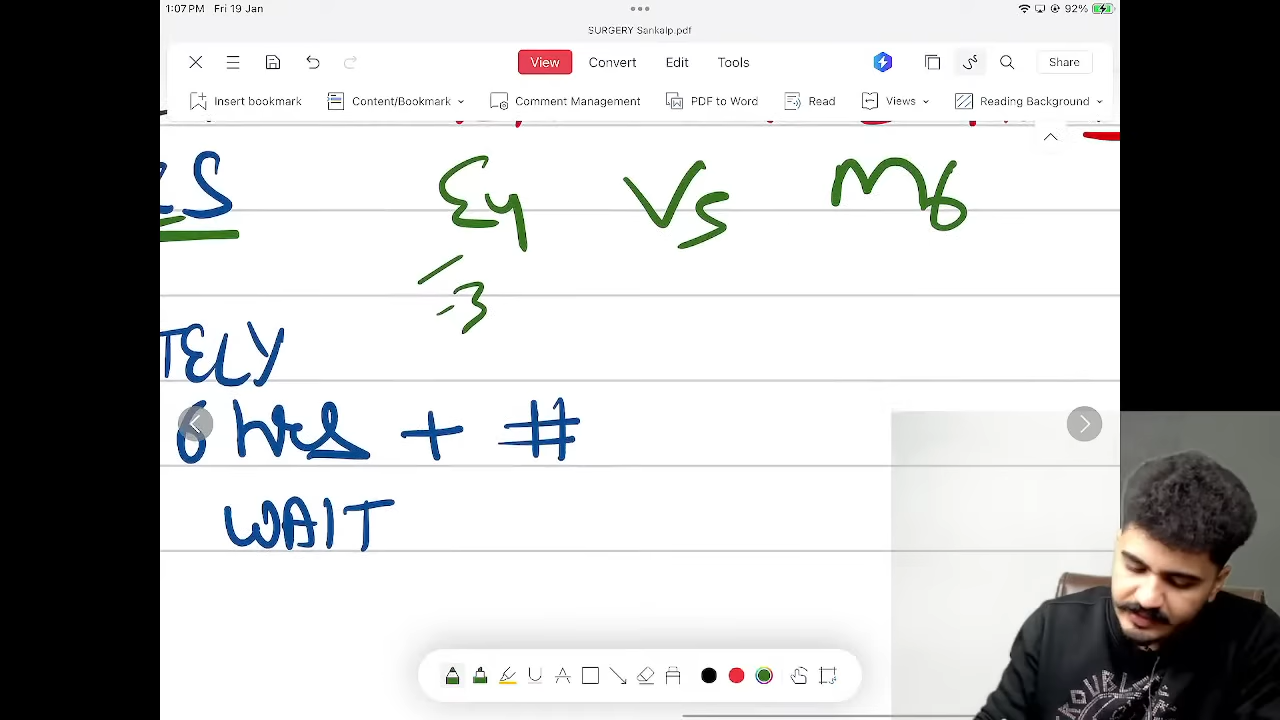 1:07 PM Fri 19 Jan
92%
SURGERY Sankalp.pdf
View Convert Edit Tools
Share
Insert bookmark Content/Bookmark Comment Management PDF to Word Read Views Reading Background
S E4 Vs M6
3
TELY
6 hrs + #
WAIT